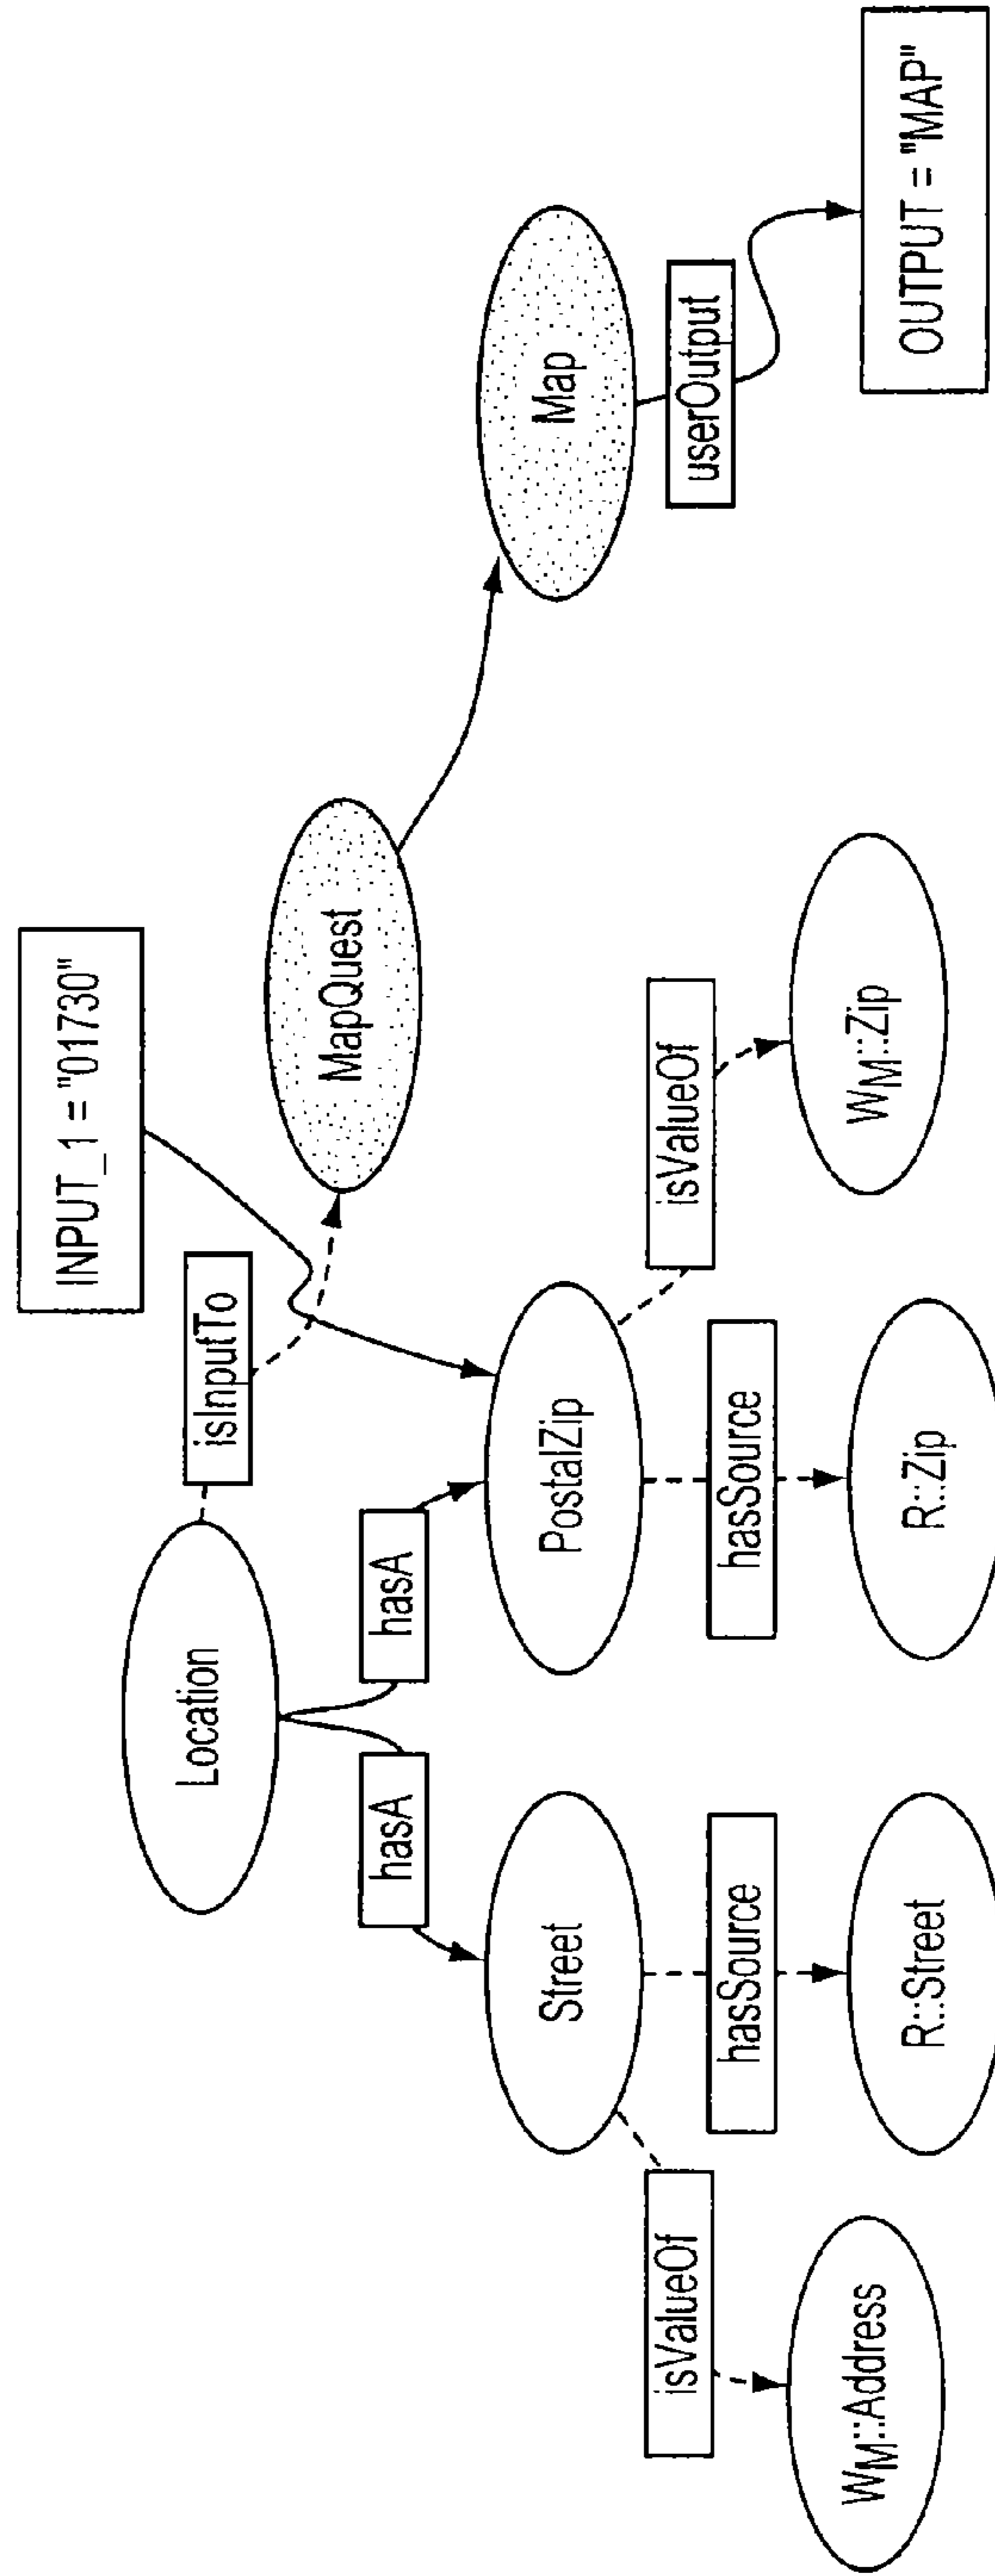 INPUT_1 = "01730"
Location
isInputTo
MapQuest
hasA
hasA
Street
PostalZip
Map
isValueOf
hasSource
hasSource
isValueOf
userOutput
WM::Address
R::Street
R::Zip
WM::Zip
OUTPUT = "MAP"